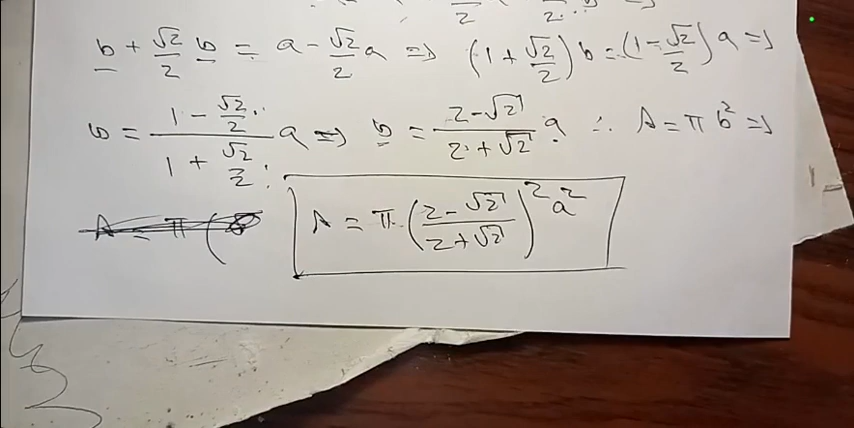 b + √2/2 b = a - √2/2 a => (1 + √2/2) b = (1 - √2/2) a =>
b = (1 - √2/2)/(1 + √2/2) a => b = (2-√2)/(2+√2) a ∴ A = π b² =>
A = π ( A = π ((2-√2)/(2+√2))² a²